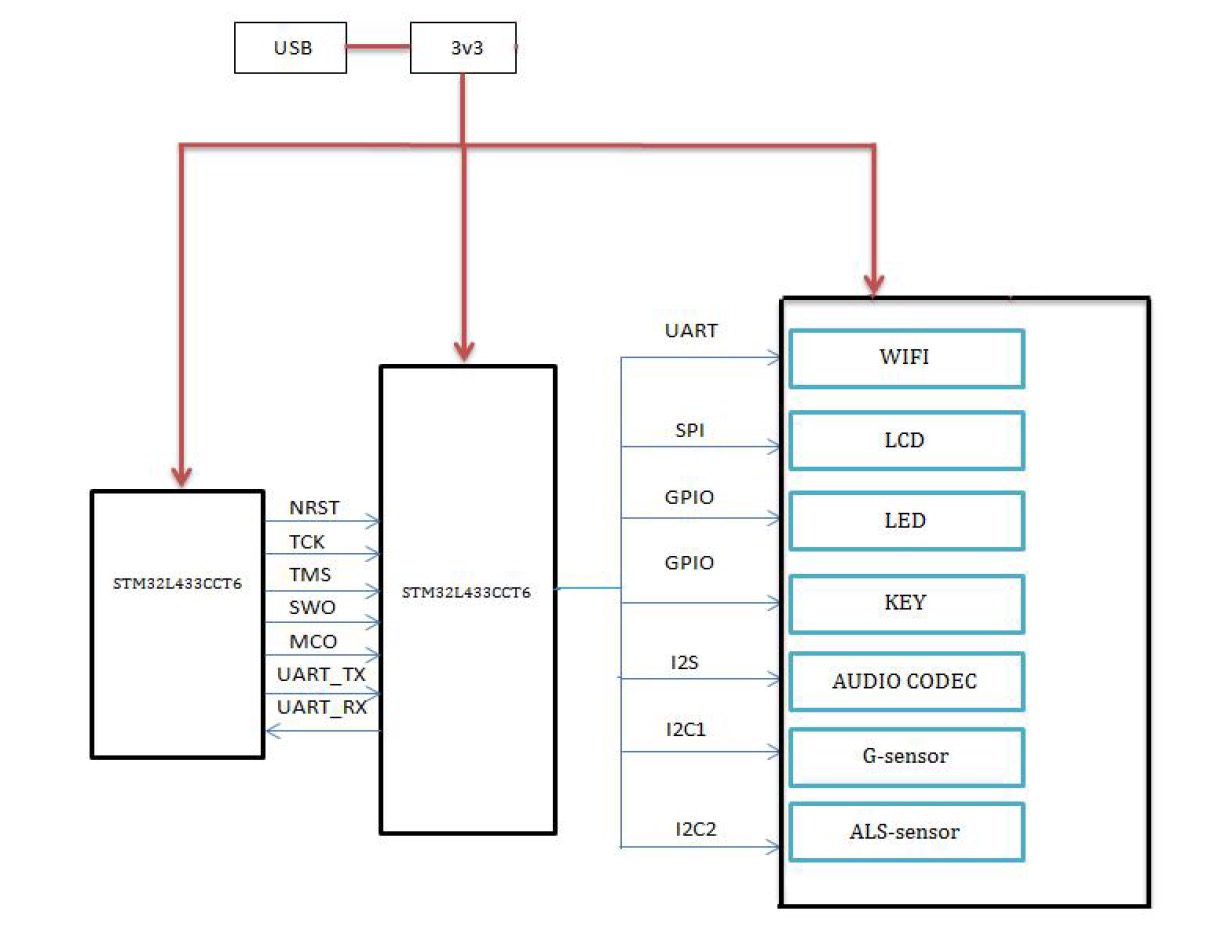 USB
3v3
STM32L433CCT6
NRST
TCK
TMS
SWO
MCO
UART_TX
UART_RX
STM32L433CCT6
UART
SPI
GPIO
GPIO
I2S
I2C1
I2C2
WIFI
LCD
LED
KEY
AUDIO CODEC
G-sensor
ALS-sensor